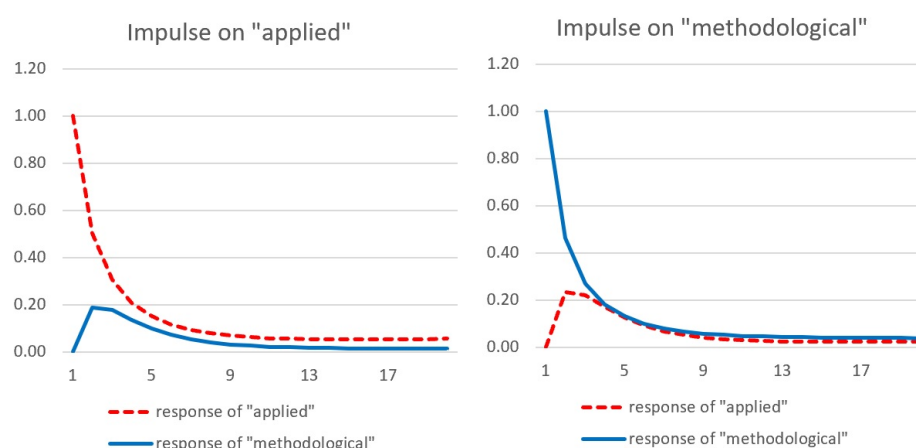 Impulse on "applied"
1.20
1.00
0.80
0.60
0.40
0.20
0.00
1 5 9 13 17
response of "applied"
response of "methodological"
Impulse on "methodological"
1.20
1.00
0.80
0.60
0.40
0.20
0.00
1 5 9 13 17
response of "applied"
response of "methodological"